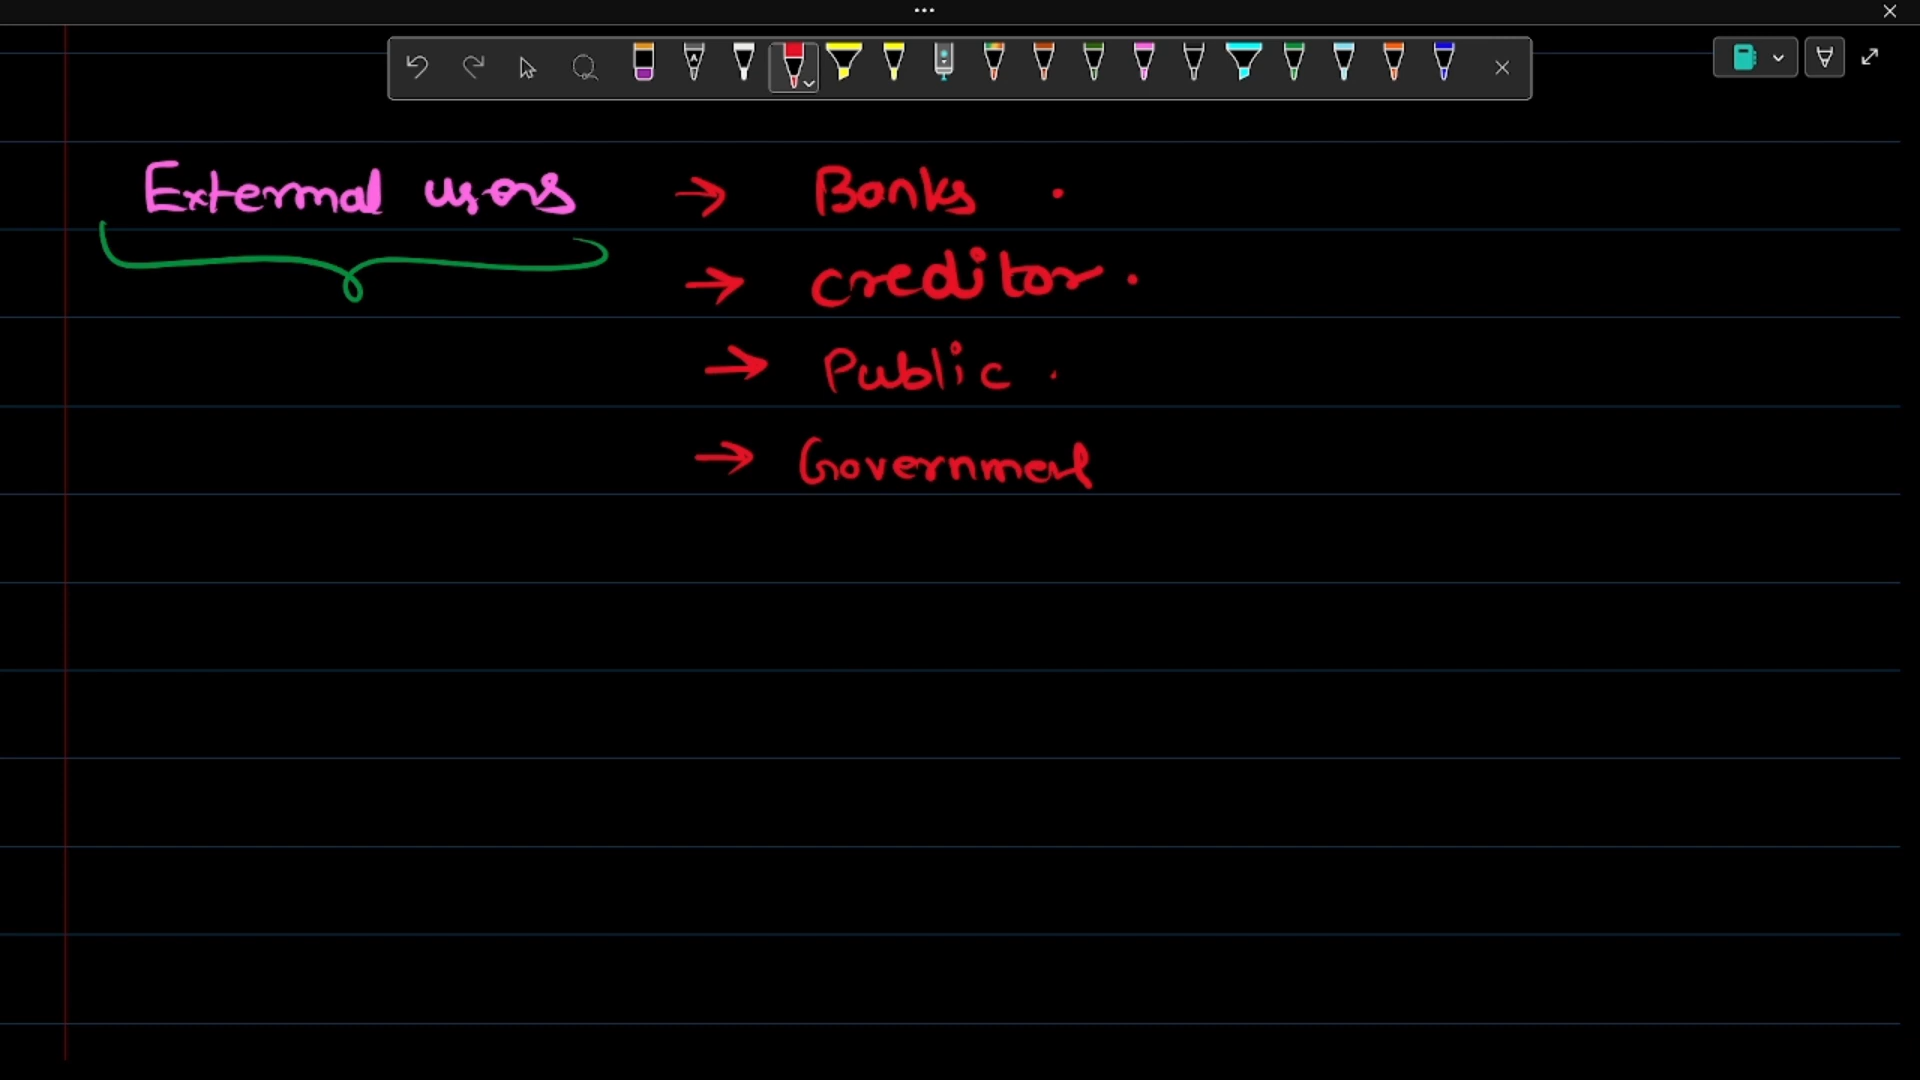 External users → Banks .
→ creditor .
→ Public .
→ Government